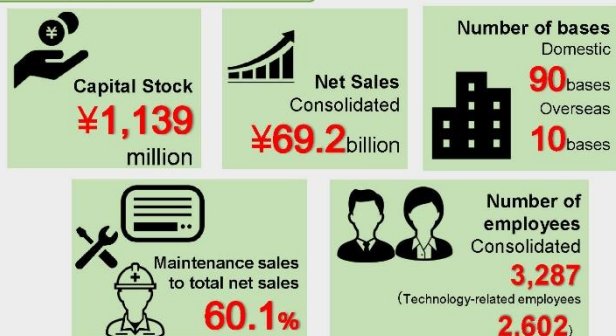 Capital Stock
¥1,139
million
Net Sales
Consolidated
¥69.2billion
Number of bases
Domestic
90bases
Overseas
10bases
Maintenance sales
to total net sales
60.1%
Number of
employees
Consolidated
3,287
(Technology-related employees
2,602)